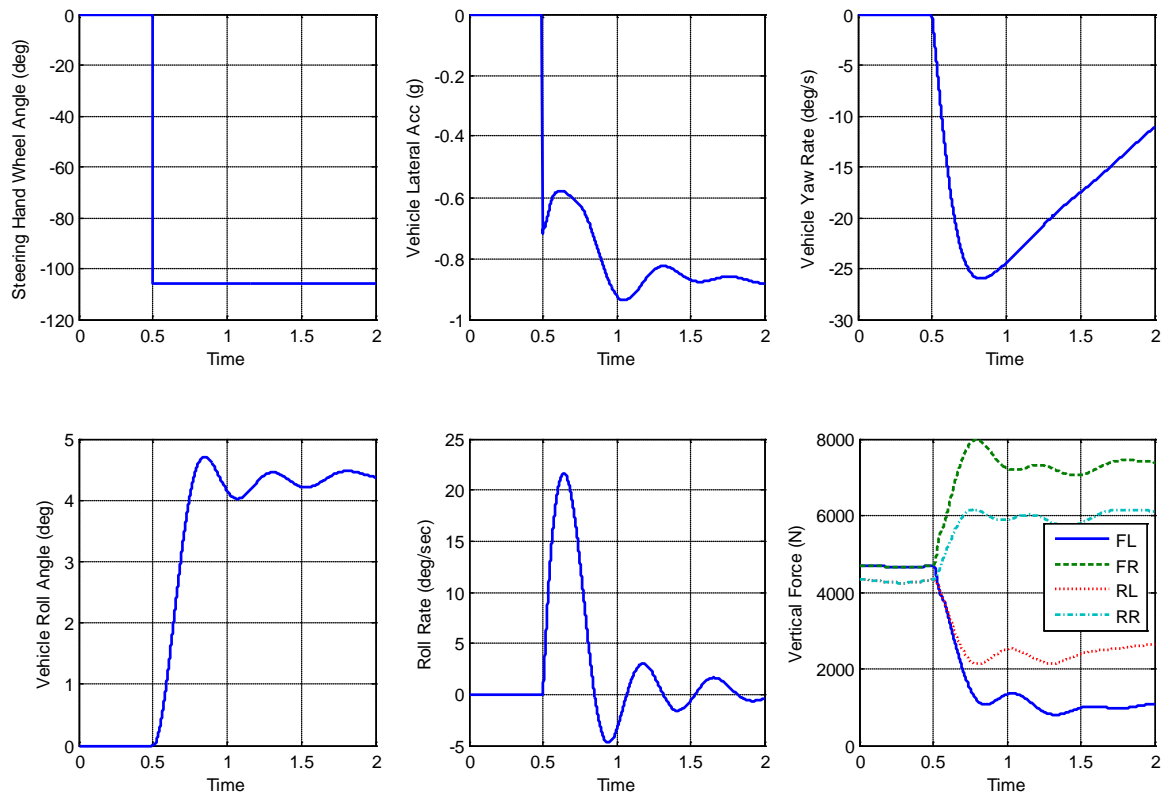 Steering Hand Wheel Angle (deg)
0
-20
-40
-60
-80
-100
-120
0 0.5 1 1.5 2
Time
Vehicle Lateral Acc (g)
0
-0.2
-0.4
-0.6
-0.8
-1
0 0.5 1 1.5 2
Time
Vehicle Yaw Rate (deg/s)
0
-5
-10
-15
-20
-25
-30
0 0.5 1 1.5 2
Time
Vehicle Roll Angle (deg)
5
4
3
2
1
0
0 0.5 1 1.5 2
Time
Roll Rate (deg/sec)
25
20
15
10
5
0
-5
0 0.5 1 1.5 2
Time
Vertical Force (N)
8000
6000
4000
2000
0
0 0.5 1 1.5 2
Time
FL
FR
RL
RR